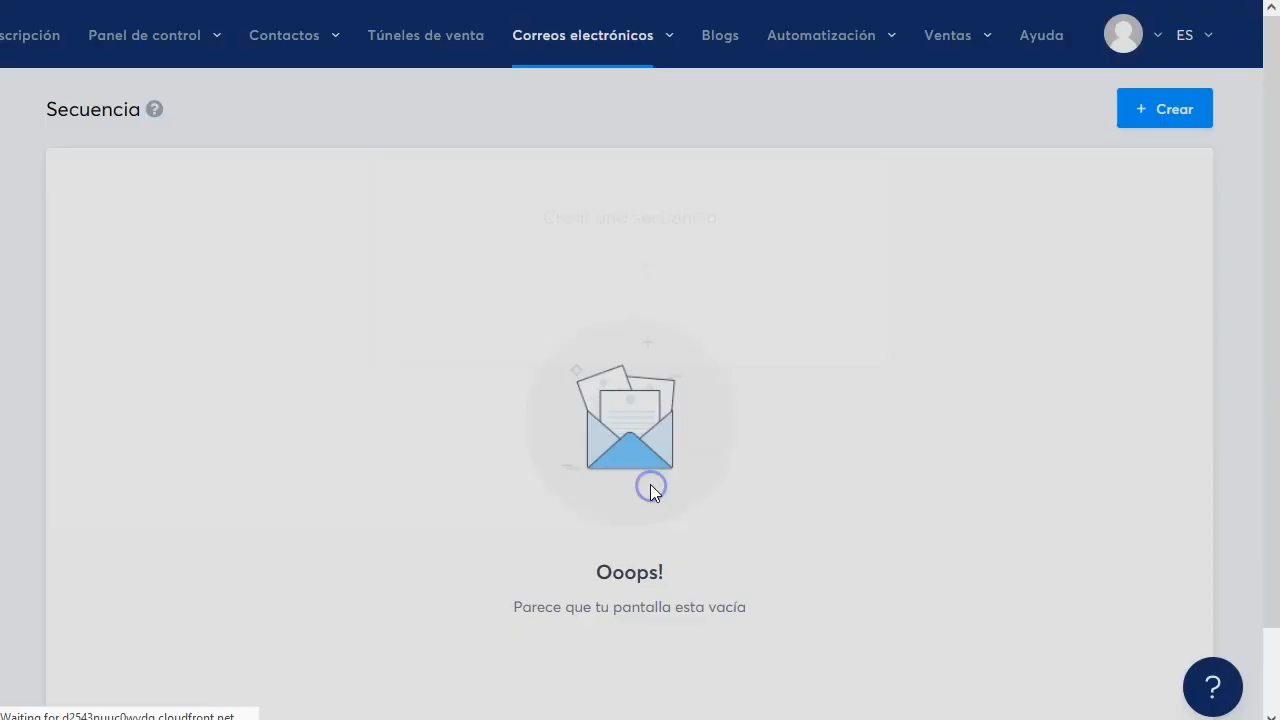 scripción Panel de control Contactos Túneles de venta Correos electrónicos Blogs Automatización Ventas Ayuda ES
Secuencia ?
+ Crear
Crear una secuencia
Ooops!
Parece que tu pantalla esta vacía
?
Waiting for d2543nuuc0wvdg.cloudfront.net